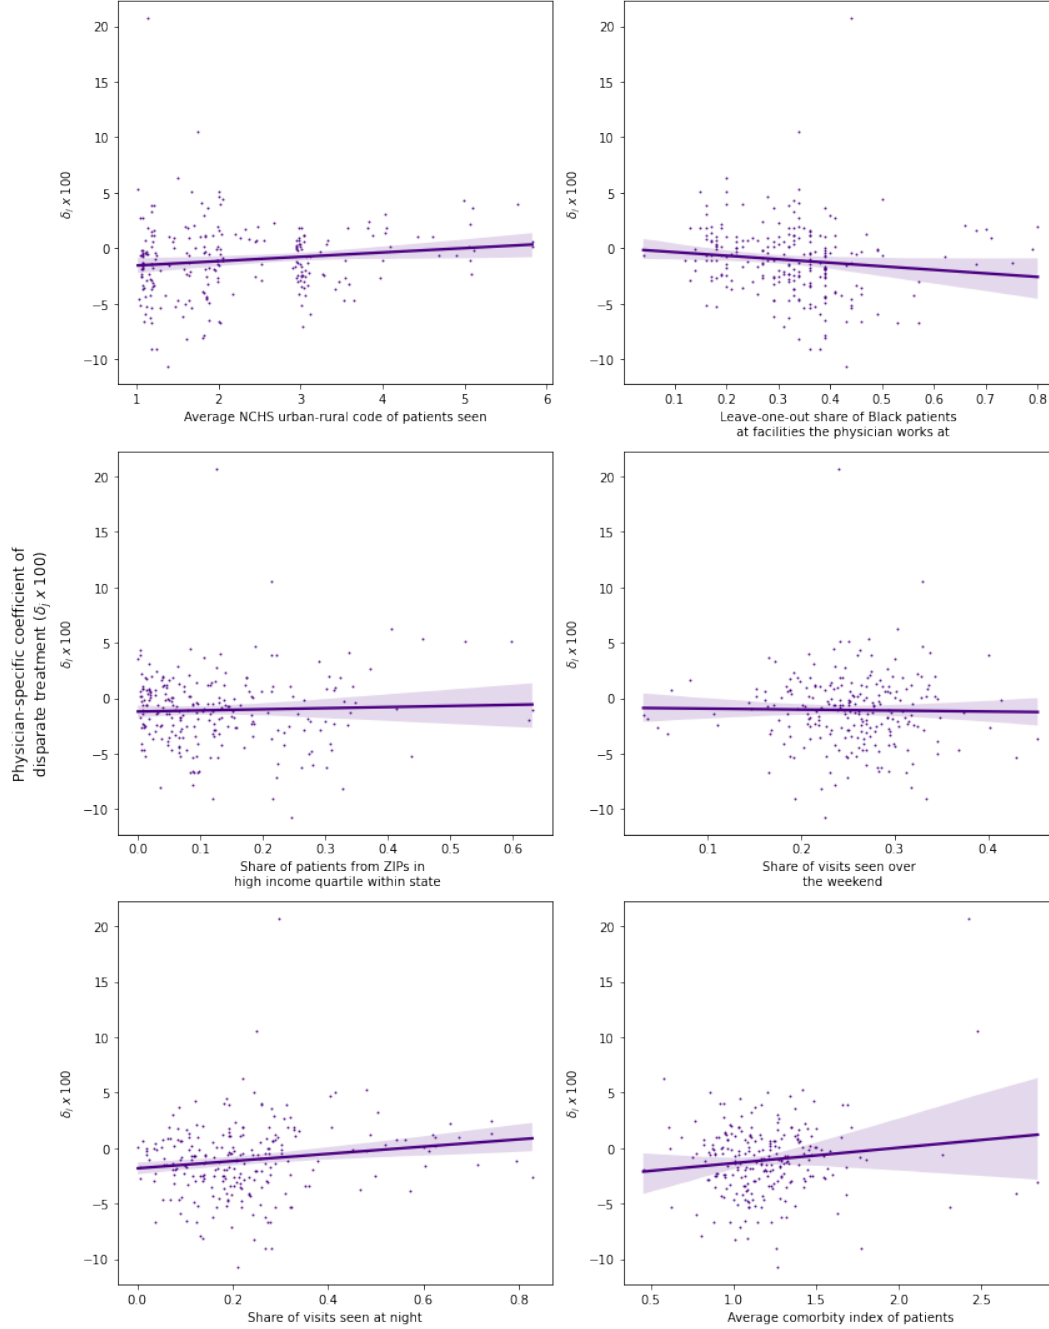 20
15
10
5
0
−5
−10
δj x 100
1 2 3 4 5 6
Average NCHS urban-rural code of patients seen
20
15
10
5
0
−5
−10
δj x 100
0.1 0.2 0.3 0.4 0.5 0.6 0.7 0.8
Leave-one-out share of Black patients
at facilities the physician works at
Physician-specific coefficient of
disparate treatment (δj x 100)
20
15
10
5
0
−5
−10
δj x 100
0.0 0.1 0.2 0.3 0.4 0.5 0.6
Share of patients from ZIPs in
high income quartile within state
20
15
10
5
0
−5
−10
δj x 100
0.1 0.2 0.3 0.4
Share of visits seen over
the weekend
20
15
10
5
0
−5
−10
δj x 100
0.0 0.2 0.4 0.6 0.8
Share of visits seen at night
20
15
10
5
0
−5
−10
δj x 100
0.5 1.0 1.5 2.0 2.5
Average comorbity index of patients